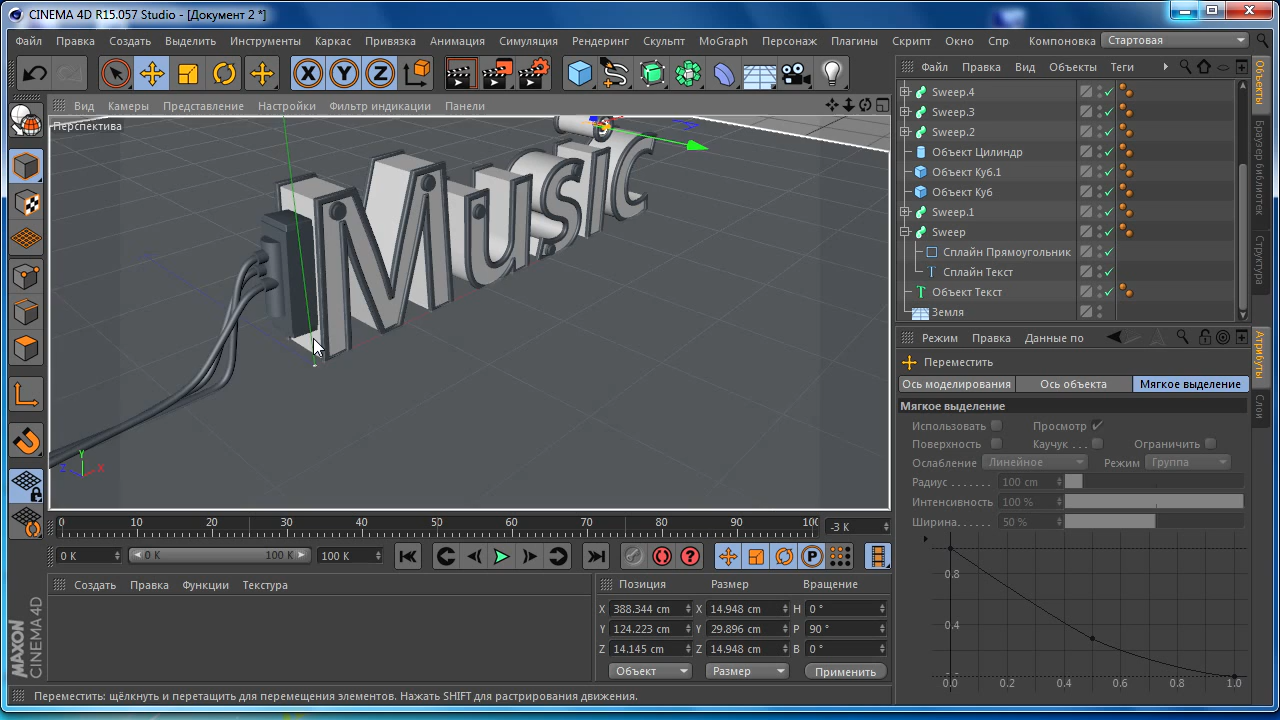 CINEMA 4D R15.057 Studio - [Документ 2 *]
Файл Правка Создать Выделить Инструменты Каркас Привязка Анимация Симуляция Рендеринг Скульпт MoGraph Персонаж Плагины Скрипт Окно Спр Компоновка Стартовая
X Y Z
Файл Правка Вид Объекты Теги
Вид Камеры Представление Настройки Фильтр индикации Панели
Перспектива
Music
Sweep.4
Sweep.3
Sweep.2
Объект Цилиндр
Объект Куб.1
Объект Куб
Sweep.1
Sweep
Сплайн Прямоугольник
Сплайн Текст
Объект Текст
Земля
Объекты
Браузер библиотек
Структура
Режим Правка Данные по
Переместить
Ось моделирования Ось объекта Мягкое выделение
Мягкое выделение
Использовать Просмотр
Поверхность Каучук . . . Ограничить
Ослабление Линейное Режим Группа
Радиус . . . . . . . 100 cm
Интенсивность 100 %
Ширина. . . . . . 50 %
0.8
0.4
0.0 0.2 0.4 0.6 0.8 1.0
Атрибуты
Слои
Y
Z X
0 10 20 30 40 50 60 70 80 90 100
-3 K
0 K 0 K 100 K 100 K
P
Создать Правка Функции Текстура
Позиция Размер Вращение
X 388.344 cm X 14.948 cm H 0 °
Y 124.223 cm Y 29.896 cm P 90 °
Z 14.145 cm Z 14.948 cm B 0 °
Объект Размер Применить
MAXON
CINEMA 4D
Переместить: щёлкнуть и перетащить для перемещения элементов. Нажать SHIFT для растрирования движения.